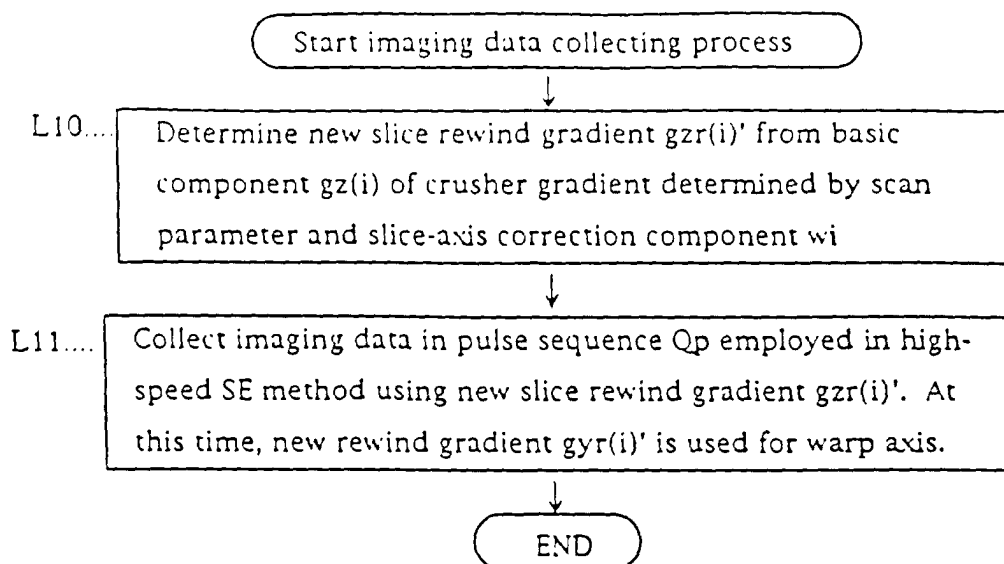 Start imaging data collecting process
L10.... Determine new slice rewind gradient gzr(i)' from basic
component gz(i) of crusher gradient determined by scan
parameter and slice-axis correction component wi
L11.... Collect imaging data in pulse sequence Qp employed in high-
speed SE method using new slice rewind gradient gzr(i)'. At
this time, new rewind gradient gyr(i)' is used for warp axis.
END